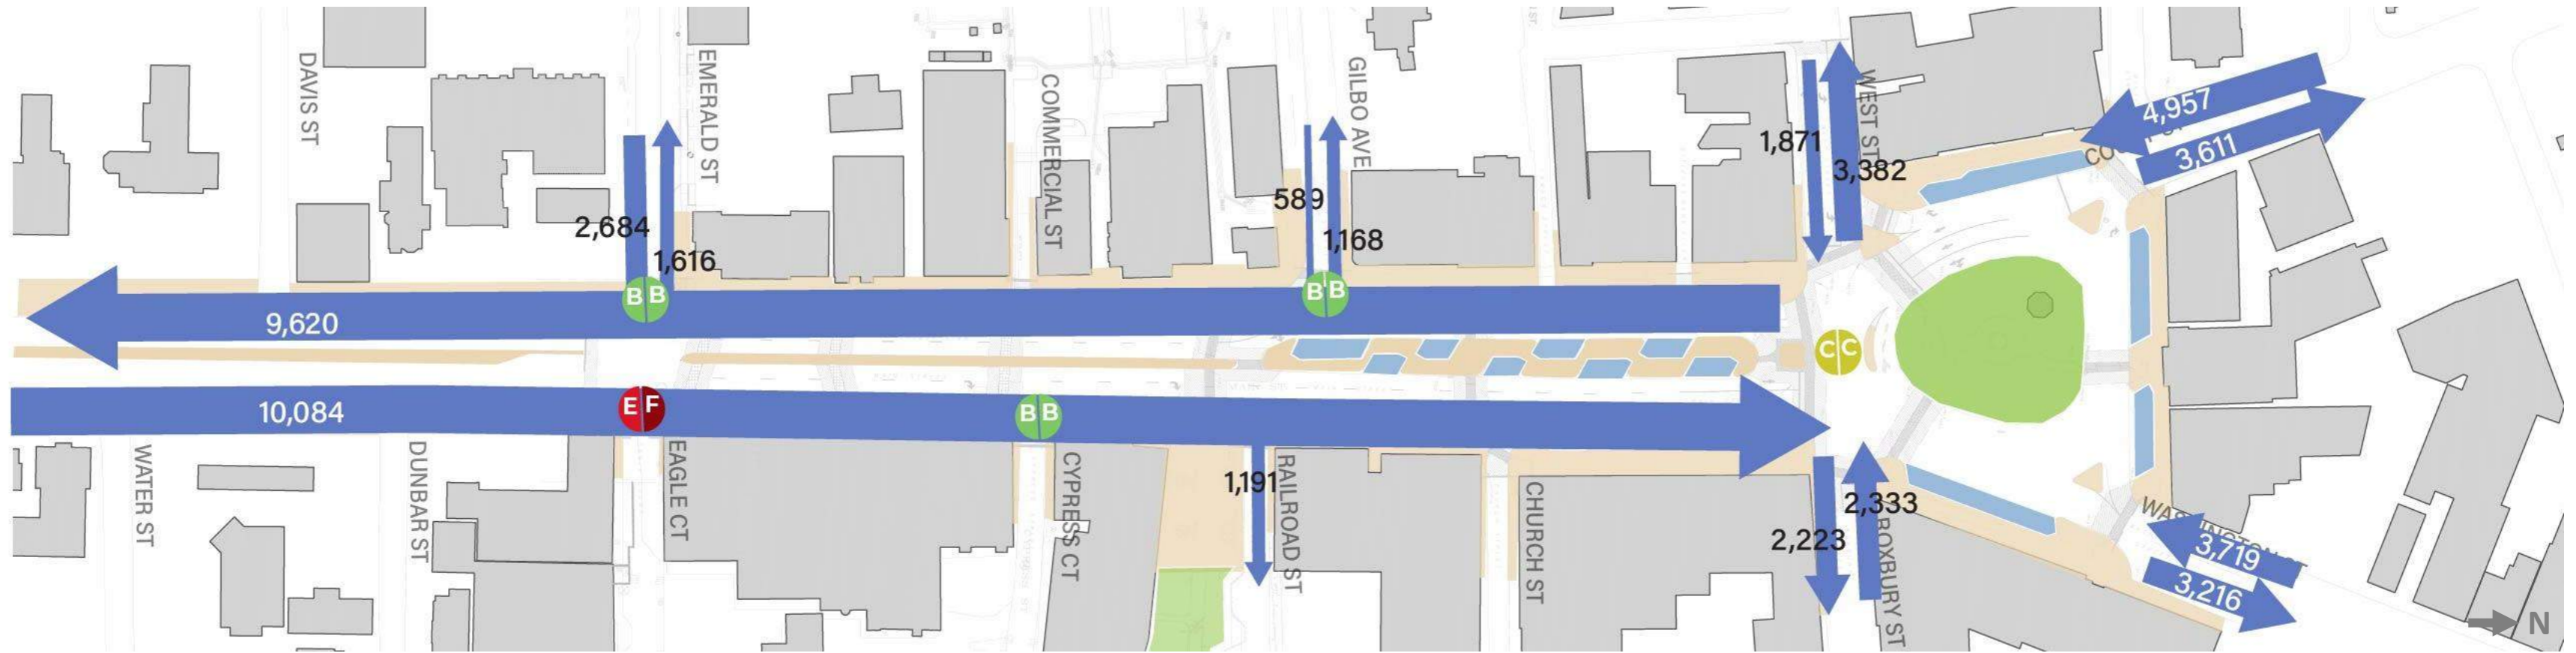 DAVIS ST
EMERALD ST
COMMERCIAL ST
GILBO AVE
WEST ST
4,957
3,611
1,871
3,382
2,684
1,616
589
1,168
B B
B B
9,620
C C
10,084
E F
B B
WATER ST
DUNBAR ST
EAGLE CT
CYPRESS CT
1,191
RAILROAD ST
CHURCH ST
2,223
2,333
ROXBURY ST
3,719
3,216
N